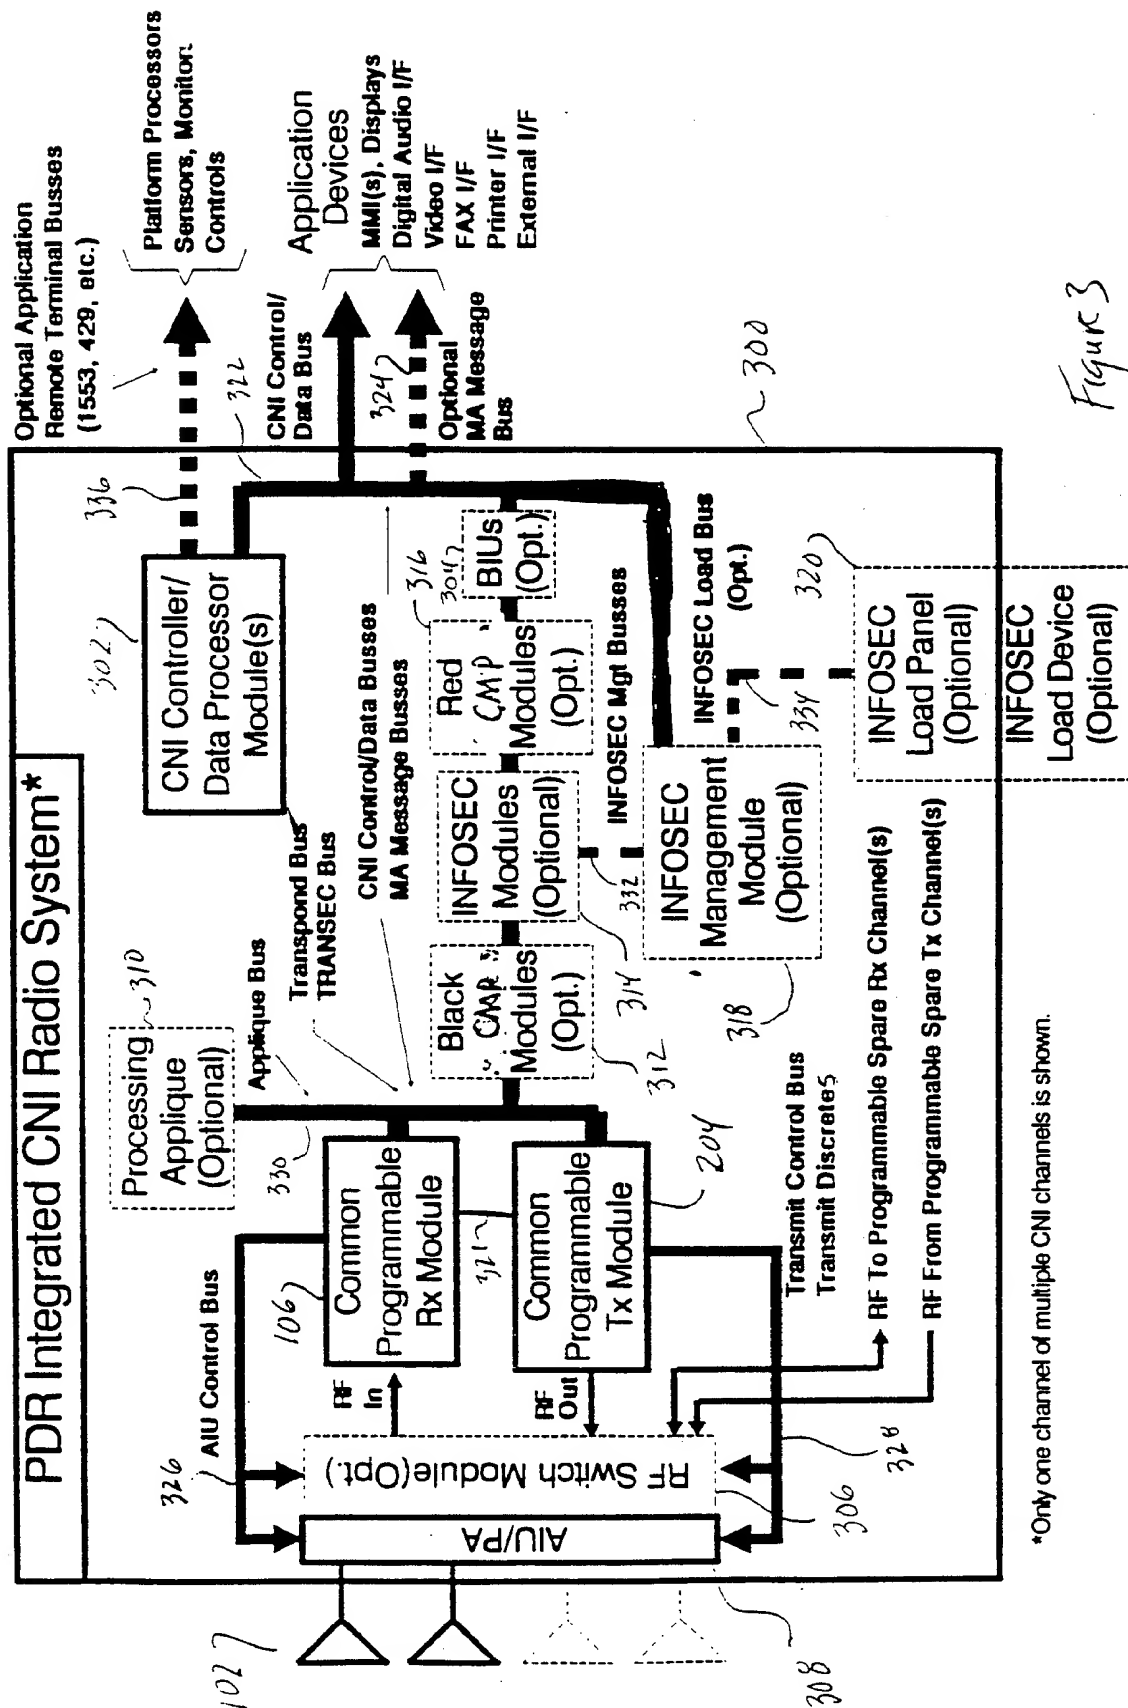 PDR Integrated CNI Radio System*
Optional Application
Remote Terminal Busses
(1553, 429, etc.)
Platform Processors
Sensors, Monitor
Controls
336
322
302
CNI Controller/
Data Processor
Module(s)
CNI Control/
Data Bus
Application
Devices
MMI(s), Displays
Digital Audio I/F
Video I/F
FAX I/F
Printer I/F
External I/F
324
Optional
MA Message
Bus
300
Processing
Applique
(Optional)
310
Applique Bus
330
Transpond Bus
TRANSEC Bus
CNI Control/Data Busses
MA Message Busses
AIU Control Bus
326
106
Common
Programmable
Rx Module
321
Common
Programmable
Tx Module
204
RF
In
RF
Out
Black
CMP
Modules
(Opt.)
312
INFOSEC
Modules
(Optional)
314
Red
CMP
Modules
(Opt.)
316
304
BIUs
(Opt.)
INFOSEC Mgt Busses
332
INFOSEC
Management
Module
(Optional)
318
INFOSEC Load Bus
(Opt.)
334
320
INFOSEC
Load Panel
(Optional)
INFOSEC
Load Device
(Optional)
Transmit Control Bus
Transmit Discretes
RF To Programmable Spare Rx Channel(s)
RF From Programmable Spare Tx Channel(s)
328
RF Switch Module(Opt.)
306
AIU/PA
308
102
*Only one channel of multiple CNI channels is shown.
Figure 3